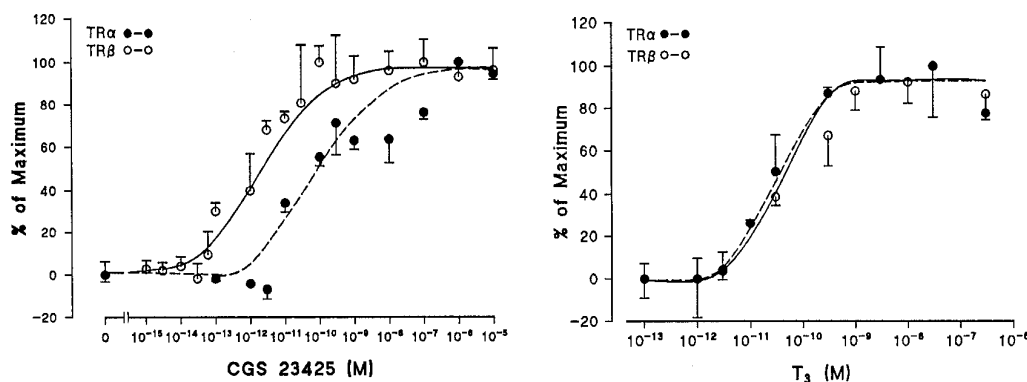 TRα ●-●
TRβ ○-○
% of Maximum
120
100
80
60
40
20
0
-20
0 10⁻¹⁵ 10⁻¹⁴ 10⁻¹³ 10⁻¹² 10⁻¹¹ 10⁻¹⁰ 10⁻⁹ 10⁻⁸ 10⁻⁷ 10⁻⁶ 10⁻⁵
CGS 23425 (M)
TRα ●-●
TRβ ○-○
% of Maximum
120
100
80
60
40
20
0
-20
10⁻¹³ 10⁻¹² 10⁻¹¹ 10⁻¹⁰ 10⁻⁹ 10⁻⁸ 10⁻⁷ 10⁻⁶
T₃ (M)